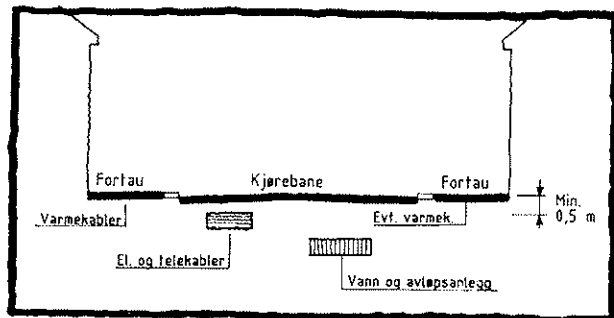 Fortau
Kjørebane
Fortau
Varmekabler
Evt. varmek.
Min.
0,5 m
El. og telekabler
Vann og avløpsanlegg